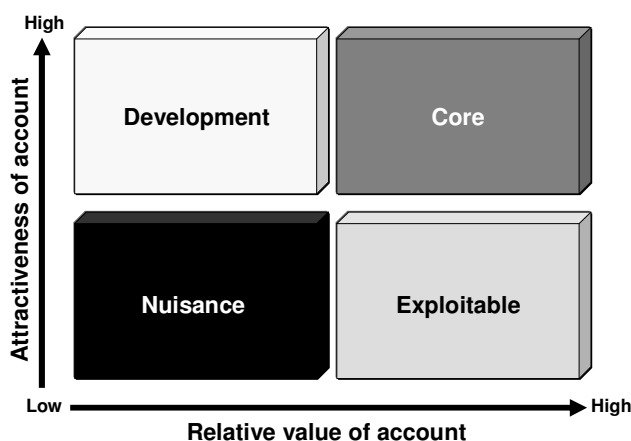 High
Development
Core
Attractiveness of account
Nuisance
Exploitable
Low
High
Relative value of account